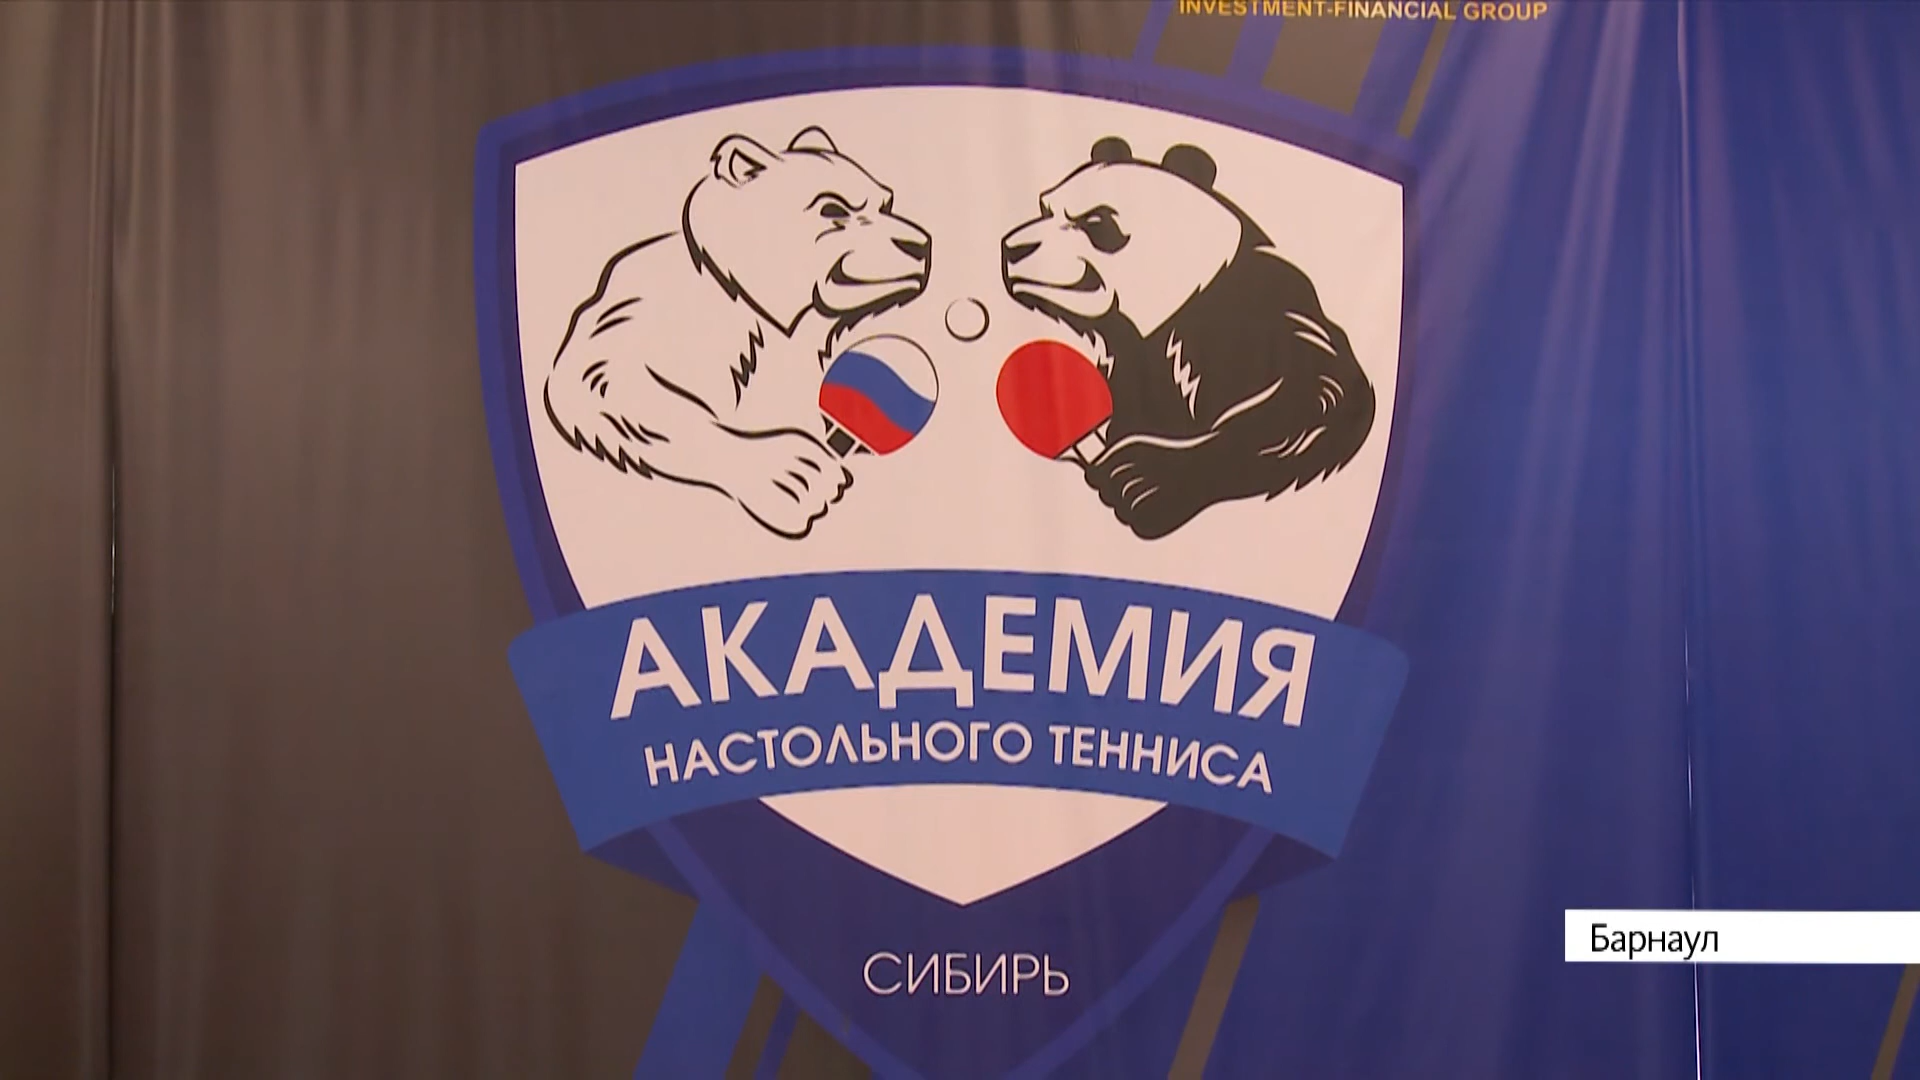 INVESTMENT-FINANCIAL GROUP
АКАДЕМИЯ
НАСТОЛЬНОГО ТЕННИСА
СИБИРЬ
Барнаул